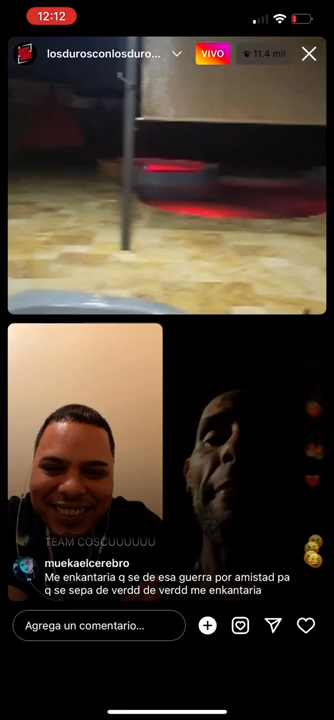 12:12
losdurosconlosduro...
VIVO
11.4 mil
TEAM COSCUUUUUU
muekaelcerebro
Me enkantaria q se de esa guerra por amistad pa
q se sepa de verdd de verdd me enkantaria
Agrega un comentario...